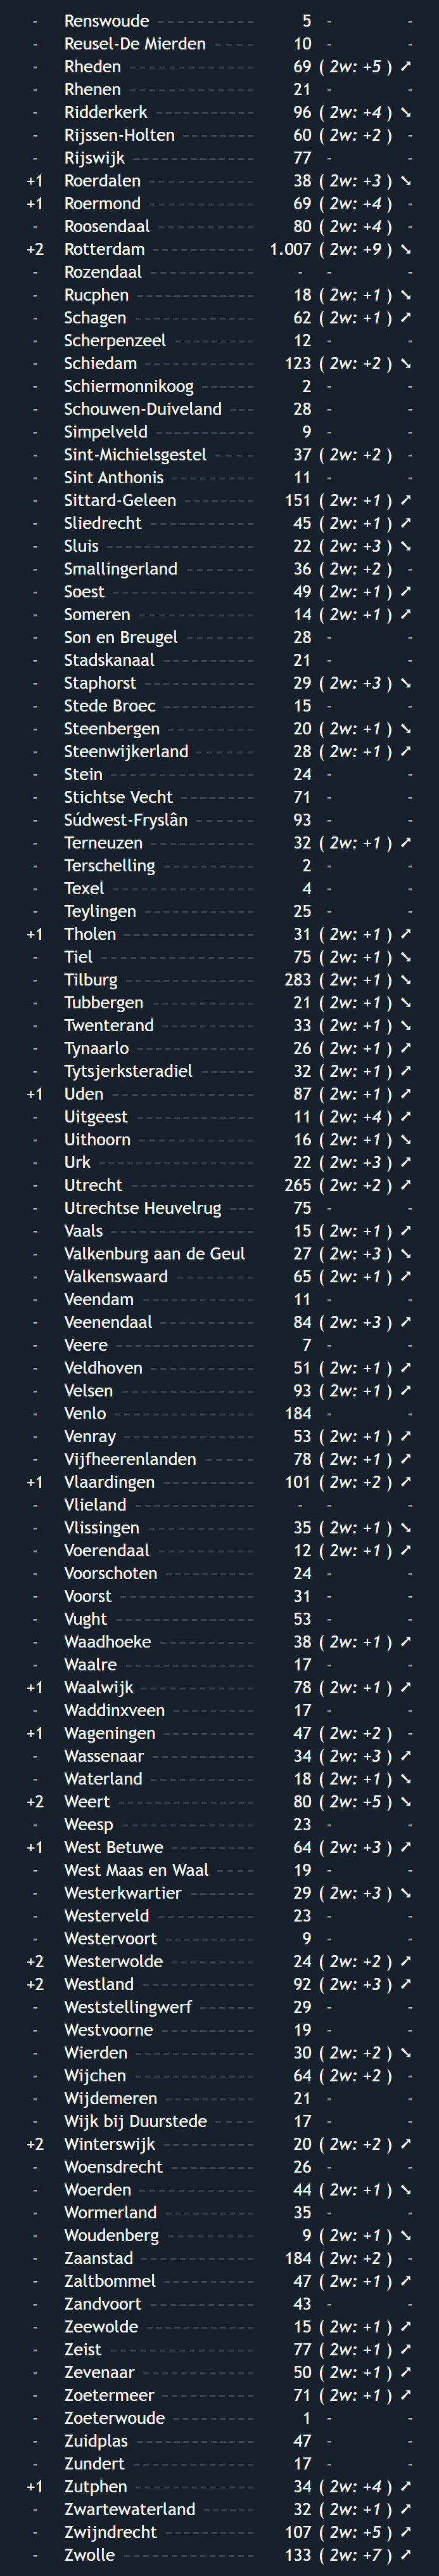 - Renswoude ----------- 5 - -
- Reusel-De Mierden ----- 10 - -
- Rheden -------------- 69 ( 2w: +5 ) ⤢
- Rhenen -------------- 21 - -
- Ridderkerk ----------- 96 ( 2w: +4 ) ⤡
- Rijssen-Holten --------- 60 ( 2w: +2 ) -
- Rijswijk ------------- 77 - -
+1 Roerdalen ----------- 38 ( 2w: +3 ) ⤡
+1 Roermond ----------- 69 ( 2w: +4 ) -
- Roosendaal ----------- 80 ( 2w: +4 ) -
+2 Rotterdam ----------- 1.007 ( 2w: +9 ) ⤡
- Rozendaal ----------- - - -
- Rucphen ------------ 18 ( 2w: +1 ) ⤡
- Schagen ------------- 62 ( 2w: +1 ) ⤢
- Scherpenzeel --------- 12 - -
- Schiedam ------------ 123 ( 2w: +2 ) ⤡
- Schiermonnikoog ------ 2 - -
- Schouwen-Duiveland --- 28 - -
- Simpelveld ----------- 9 - -
- Sint-Michielsgestel ----- 37 ( 2w: +2 ) -
- Sint Anthonis --------- 11 - -
- Sittard-Geleen -------- 151 ( 2w: +1 ) ⤢
- Sliedrecht ----------- 45 ( 2w: +1 ) ⤢
- Sluis --------------- 22 ( 2w: +3 ) ⤡
- Smallingerland ------- 36 ( 2w: +2 ) -
- Soest --------------- 49 ( 2w: +1 ) ⤢
- Someren ------------ 14 ( 2w: +1 ) ⤢
- Son en Breugel -------- 28 - -
- Stadskanaal ---------- 21 - -
- Staphorst ------------ 29 ( 2w: +3 ) ⤡
- Stede Broec ---------- 15 - -
- Steenbergen --------- 20 ( 2w: +1 ) ⤡
- Steenwijkerland ------- 28 ( 2w: +1 ) ⤢
- Stein --------------- 24 - -
- Stichtse Vecht -------- 71 - -
- Súdwest-Fryslân ------- 93 - -
- Terneuzen ----------- 32 ( 2w: +1 ) ⤢
- Terschelling ---------- 2 - -
- Texel --------------- 4 - -
- Teylingen ------------ 25 - -
+1 Tholen -------------- 31 ( 2w: +1 ) ⤢
- Tiel ---------------- 75 ( 2w: +1 ) ⤡
- Tilburg -------------- 283 ( 2w: +1 ) ⤡
- Tubbergen ----------- 21 ( 2w: +1 ) ⤡
- Twenterand ---------- 33 ( 2w: +1 ) ⤡
- Tynaarlo ------------ 26 ( 2w: +1 ) ⤢
- Tytsjerksteradiel ------ 32 ( 2w: +1 ) ⤢
+1 Uden --------------- 87 ( 2w: +1 ) ⤢
- Uitgeest ------------- 11 ( 2w: +4 ) ⤢
- Uithoorn ------------ 16 ( 2w: +1 ) ⤡
- Urk ---------------- 22 ( 2w: +3 ) ⤢
- Utrecht ------------- 265 ( 2w: +2 ) ⤢
- Utrechtse Heuvelrug --- 75 - -
- Vaals --------------- 15 ( 2w: +1 ) ⤢
- Valkenburg aan de Geul 27 ( 2w: +3 ) ⤡
- Valkenswaard -------- 65 ( 2w: +1 ) ⤢
- Veendam ------------ 11 - -
- Veenendaal ---------- 84 ( 2w: +3 ) ⤢
- Veere --------------- 7 - -
- Veldhoven ----------- 51 ( 2w: +1 ) ⤢
- Velsen -------------- 93 ( 2w: +1 ) ⤢
- Venlo --------------- 184 - -
- Venray -------------- 53 ( 2w: +1 ) ⤢
- Vijfheerenlanden ----- 78 ( 2w: +1 ) ⤢
+1 Vlaardingen ---------- 101 ( 2w: +2 ) ⤢
- Vlieland ------------- - - -
- Vlissingen ----------- 35 ( 2w: +1 ) ⤡
- Voerendaal ---------- 12 ( 2w: +1 ) ⤢
- Voorschoten --------- 24 - -
- Voorst -------------- 31 - -
- Vught -------------- 53 - -
- Waadhoeke ---------- 38 ( 2w: +1 ) ⤢
- Waalre -------------- 17 - -
+1 Waalwijk ------------ 78 ( 2w: +1 ) ⤢
- Waddinxveen --------- 17 - -
+1 Wageningen ---------- 47 ( 2w: +2 ) -
- Wassenaar ----------- 34 ( 2w: +3 ) ⤢
- Waterland ----------- 18 ( 2w: +1 ) ⤡
+2 Weert -------------- 80 ( 2w: +5 ) ⤡
- Weesp -------------- 23 - -
+1 West Betuwe --------- 64 ( 2w: +3 ) ⤢
- West Maas en Waal ---- 19 - -
- Westerkwartier ------- 29 ( 2w: +3 ) ⤡
- Westerveld ---------- 23 - -
- Westervoort --------- 9 - -
+2 Westerwolde --------- 24 ( 2w: +2 ) ⤢
+2 Westland ------------ 92 ( 2w: +3 ) ⤢
- Weststellingwerf ------ 29 - -
- Westvoorne ---------- 19 - -
- Wierden ------------- 30 ( 2w: +2 ) ⤡
- Wijchen ------------- 64 ( 2w: +2 ) -
- Wijdemeren ---------- 21 - -
- Wijk bij Duurstede ---- 17 - -
+2 Winterswijk ---------- 20 ( 2w: +2 ) ⤢
- Woensdrecht --------- 26 - -
- Woerden ------------ 44 ( 2w: +1 ) ⤡
- Wormerland ---------- 35 - -
- Woudenberg --------- 9 ( 2w: +1 ) ⤡
- Zaanstad ------------ 184 ( 2w: +2 ) -
- Zaltbommel ---------- 47 ( 2w: +1 ) ⤢
- Zandvoort ----------- 43 - -
- Zeewolde ------------ 15 ( 2w: +1 ) ⤢
- Zeist --------------- 77 ( 2w: +1 ) ⤢
- Zevenaar ------------ 50 ( 2w: +1 ) ⤢
- Zoetermeer ---------- 71 ( 2w: +1 ) ⤢
- Zoeterwoude --------- 1 - -
- Zuidplas ------------ 47 - -
- Zundert ------------- 17 - -
+1 Zutphen ------------- 34 ( 2w: +4 ) ⤢
- Zwartewaterland ------ 32 ( 2w: +1 ) ⤢
- Zwijndrecht ---------- 107 ( 2w: +5 ) ⤢
- Zwolle -------------- 133 ( 2w: +7 ) ⤢